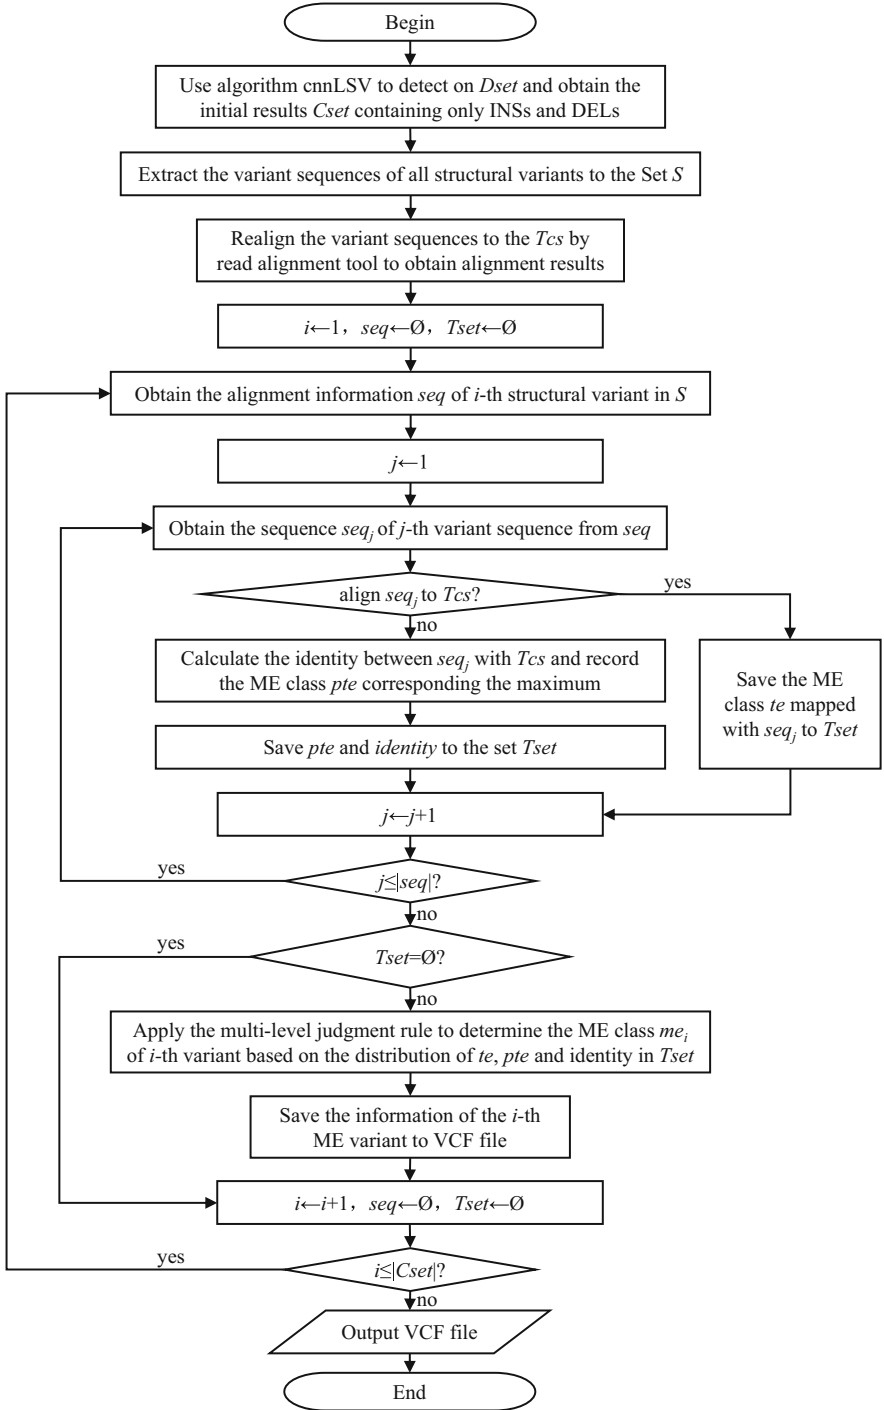 Begin
Use algorithm cnnLSV to detect on Dset and obtain the
initial results Cset containing only INSs and DELs
Extract the variant sequences of all structural variants to the Set S
Realign the variant sequences to the Tcs by
read alignment tool to obtain alignment results
i←1, seq←Ø, Tset←Ø
Obtain the alignment information seq of i-th structural variant in S
j←1
Obtain the sequence seqj of j-th variant sequence from seq
align seqj to Tcs?
yes
no
Calculate the identity between seqj with Tcs and record
the ME class pte corresponding the maximum
Save the ME
class te mapped
with seqj to Tset
Save pte and identity to the set Tset
j←j+1
yes
j≤|seq|?
no
yes
Tset=Ø?
no
Apply the multi-level judgment rule to determine the ME class mei
of i-th variant based on the distribution of te, pte and identity in Tset
Save the information of the i-th
ME variant to VCF file
i←i+1, seq←Ø, Tset←Ø
yes
i≤|Cset|?
no
Output VCF file
End